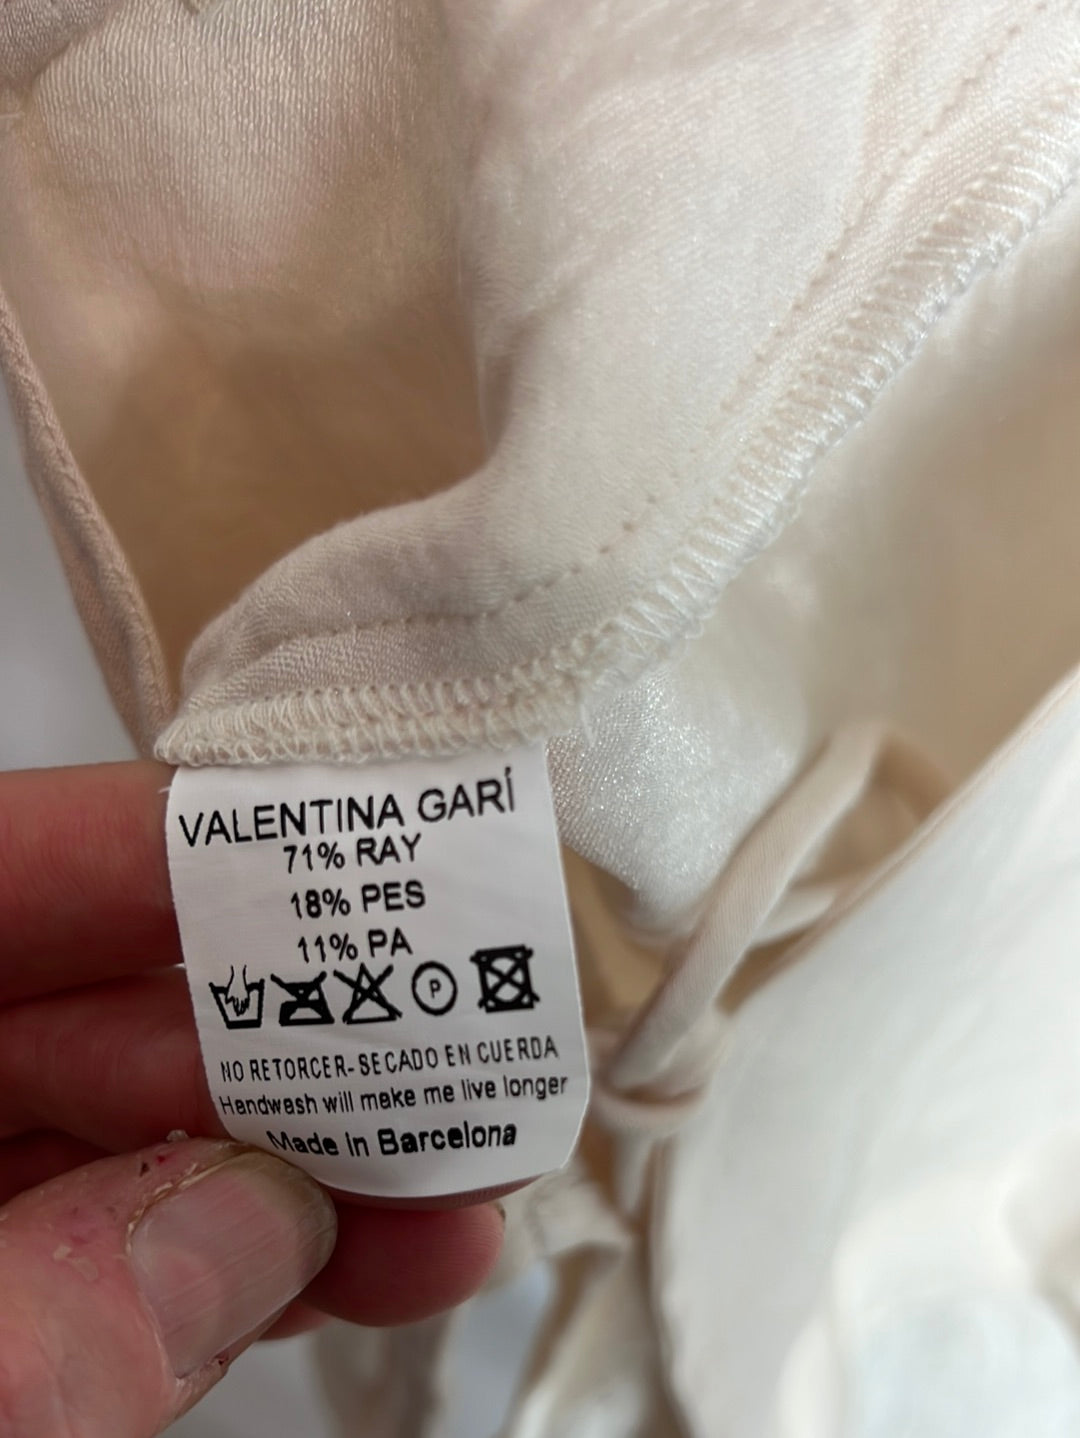 VALENTINA GARÍ
71% RAY
18% PES
11% PA
P
NO RETORCER-SECADO EN CUERDA
Handwash will make me live longer
Made in Barcelona